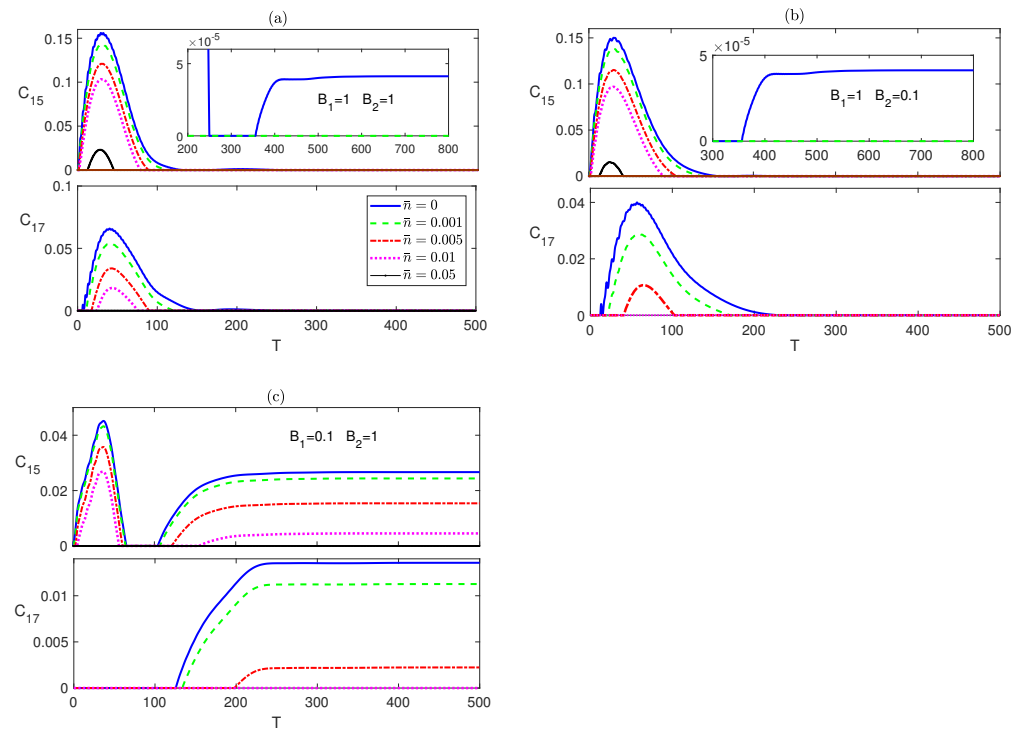 (a)
C15
0.15
0.10
0.05
0
×10^-5
5
0
200 300 400 500 600 700 800
B1=1 B2=1
C17
0.1
0.05
0
n̄ = 0
n̄ = 0.001
n̄ = 0.005
n̄ = 0.01
n̄ = 0.05
0 100 200 300 400 500
T
(b)
C15
0.15
0.10
0.05
0
×10^-5
5
0
300 400 500 600 700 800
B1=1 B2=0.1
C17
0.04
0.02
0
0 100 200 300 400 500
T
(c)
C15
0.04
0.02
0
B1=0.1 B2=1
C17
0.01
0.005
0
0 100 200 300 400 500
T